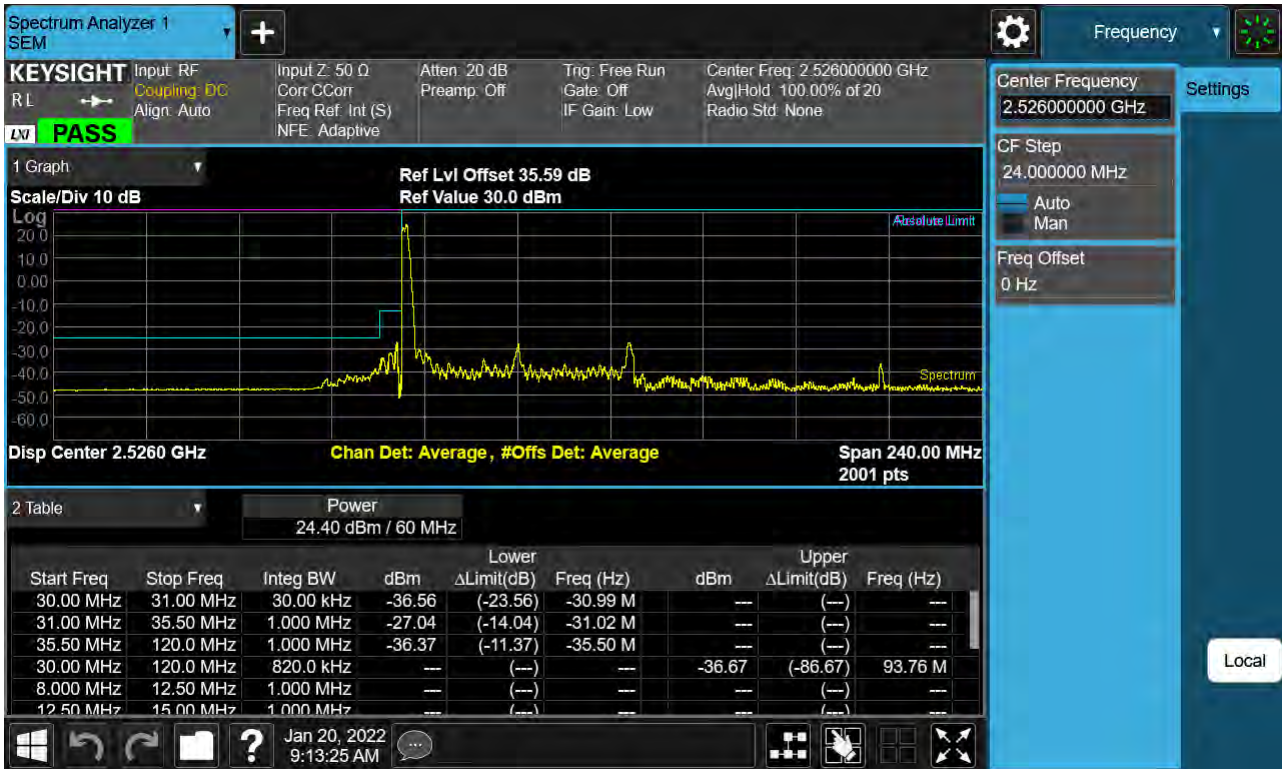 Spectrum Analyzer 1
SEM
Frequency
KEYSIGHT
R L
LXI
PASS
Input: RF
Coupling: DC
Align: Auto
Input Z: 50 Ω
Corr CCorr
Freq Ref: Int (S)
NFE: Adaptive
Atten: 20 dB
Preamp: Off
Trig: Free Run
Gate: Off
IF Gain: Low
Center Freq: 2.526000000 GHz
Avg|Hold: 100.00% of 20
Radio Std: None
Center Frequency
2.526000000 GHz
Settings
CF Step
24.000000 MHz
Auto
Man
Freq Offset
0 Hz
Local
1 Graph
Scale/Div 10 dB
Ref Lvl Offset 35.59 dB
Ref Value 30.0 dBm
Log
20.0
10.0
0.00
-10.0
-20.0
-30.0
-40.0
-50.0
-60.0
Limit
Spectrum
Disp Center 2.5260 GHz
Chan Det: Average, #Offs Det: Average
Span 240.00 MHz
2001 pts
2 Table
Power
24.40 dBm / 60 MHz
Lower Upper
Start Freq Stop Freq Integ BW dBm ΔLimit(dB) Freq (Hz) dBm ΔLimit(dB) Freq (Hz)
30.00 MHz 31.00 MHz 30.00 kHz -36.56 (-23.56) -30.99 M --- (---) ---
31.00 MHz 35.50 MHz 1.000 MHz -27.04 (-14.04) -31.02 M --- (---) ---
35.50 MHz 120.0 MHz 1.000 MHz -36.37 (-11.37) -35.50 M --- (---) ---
30.00 MHz 120.0 MHz 820.0 kHz --- (---) --- -36.67 (-86.67) 93.76 M
8.000 MHz 12.50 MHz 1.000 MHz --- (---) --- --- (---) ---
12.50 MHz 15.00 MHz 1.000 MHz --- (---) --- --- (---) ---
Jan 20, 2022
9:13:25 AM